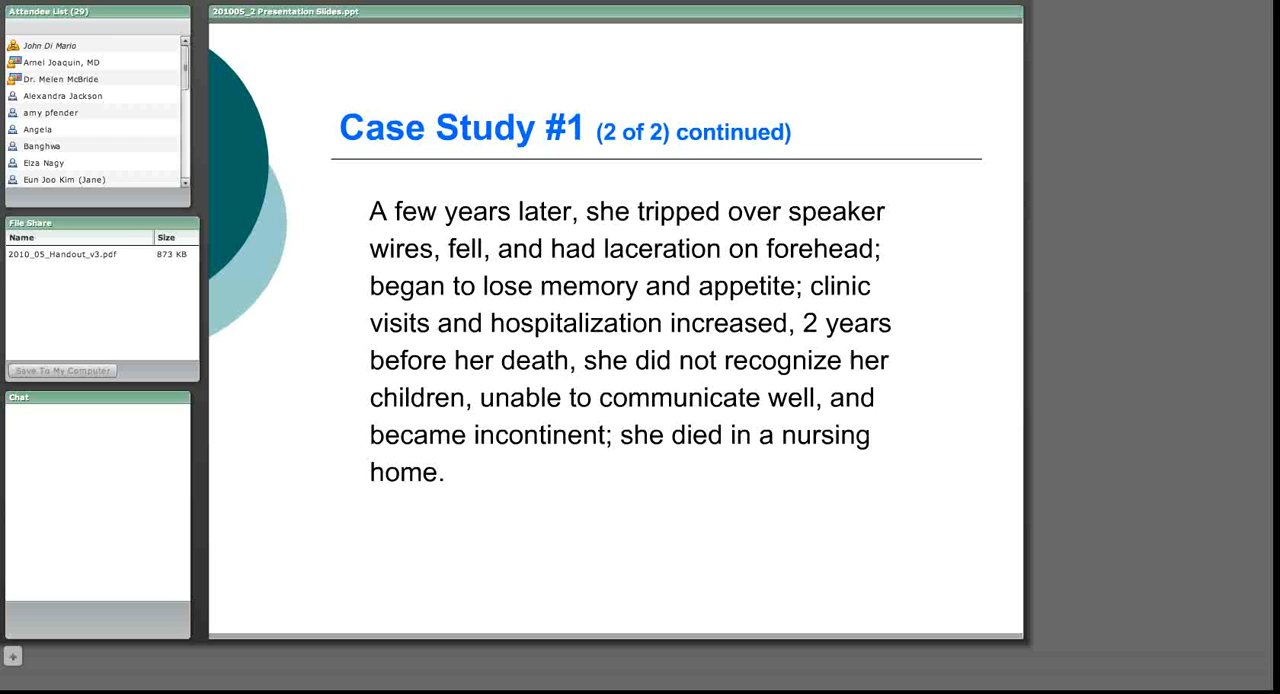 Attendee List (29)
John Di Mario
Arnel Joaquin, MD
Dr. Melen McBride
Alexandra Jackson
amy pfender
Angela
Banghwa
Elza Nagy
Eun Joo Kim (Jane)
File Share
Name Size
2010_05_Handout_v3.pdf 873 KB
Save To My Computer
Chat
201005_2 Presentation Slides.ppt
Case Study #1 (2 of 2) continued)
A few years later, she tripped over speaker
wires, fell, and had laceration on forehead;
began to lose memory and appetite; clinic
visits and hospitalization increased, 2 years
before her death, she did not recognize her
children, unable to communicate well, and
became incontinent; she died in a nursing
home.